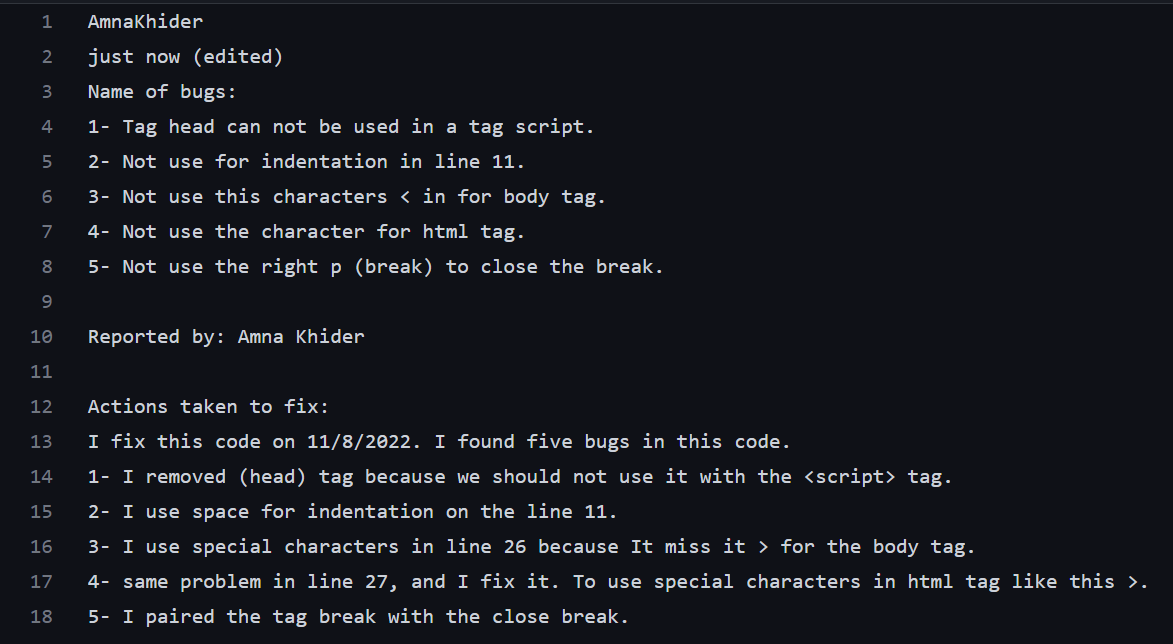 1 AmnaKhider
2 just now (edited)
3 Name of bugs:
4 1- Tag head can not be used in a tag script.
5 2- Not use for indentation in line 11.
6 3- Not use this characters < in for body tag.
7 4- Not use the character for html tag.
8 5- Not use the right p (break) to close the break.
9
10 Reported by: Amna Khider
11
12 Actions taken to fix:
13 I fix this code on 11/8/2022. I found five bugs in this code.
14 1- I removed (head) tag because we should not use it with the <script> tag.
15 2- I use space for indentation on the line 11.
16 3- I use special characters in line 26 because It miss it > for the body tag.
17 4- same problem in line 27, and I fix it. To use special characters in html tag like this >.
18 5- I paired the tag break with the close break.